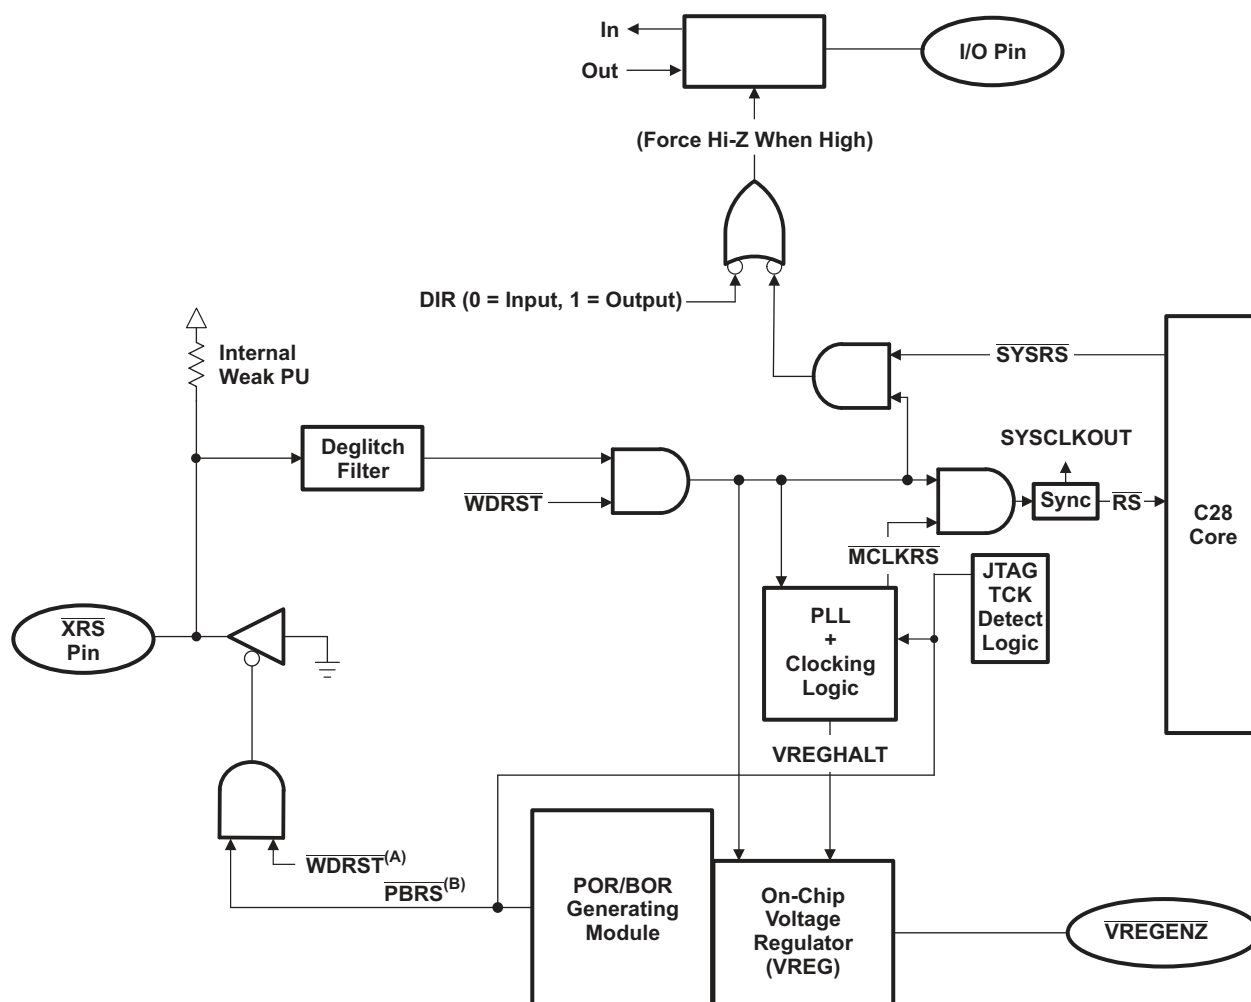 In
Out
I/O Pin
(Force Hi-Z When High)
DIR (0 = Input, 1 = Output)
Internal
Weak PU
SYSRS
Deglitch
Filter
SYSCLKOUT
WDRST
Sync
RS
C28
Core
MCLKRS
JTAG
TCK
Detect
Logic
XRS
Pin
PLL
+
Clocking
Logic
VREGHALT
WDRST(A)
PBRS(B)
POR/BOR
Generating
Module
On-Chip
Voltage
Regulator
(VREG)
VREGENZ